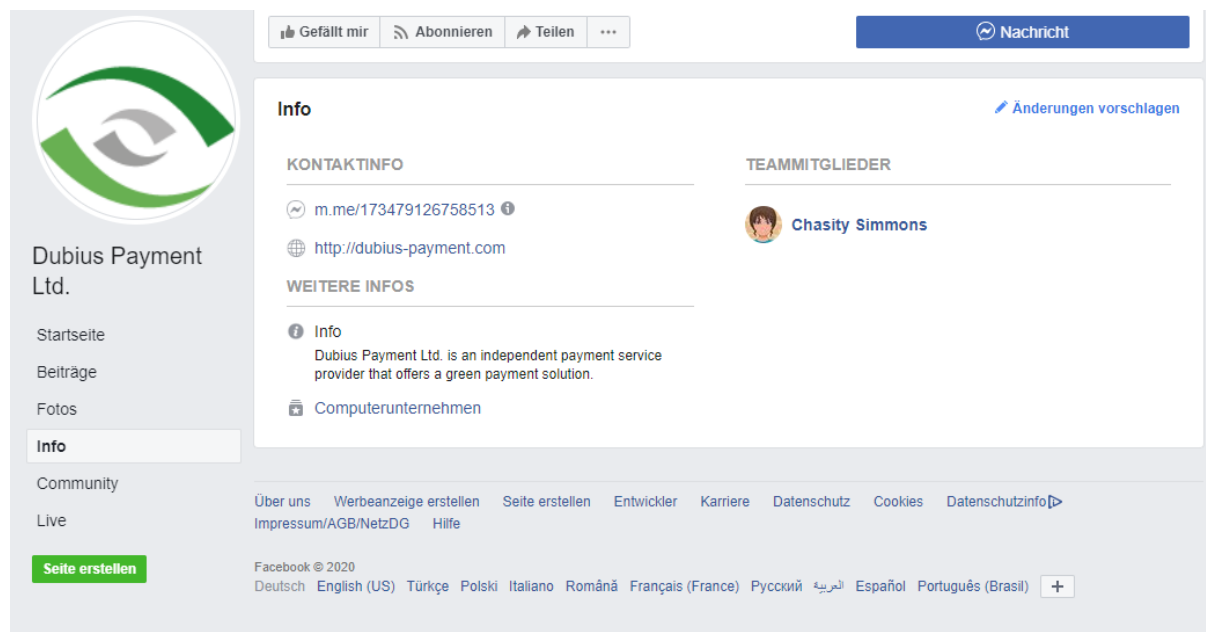 Gefällt mir Abonnieren Teilen ...
Nachricht
Info
Änderungen vorschlagen
KONTAKTINFO
m.me/173479126758513
http://dubius-payment.com
WEITERE INFOS
Info
Dubius Payment Ltd. is an independent payment service
provider that offers a green payment solution.
Computerunternehmen
TEAMMITGLIEDER
Chasity Simmons
Dubius Payment
Ltd.
Startseite
Beiträge
Fotos
Info
Community
Live
Seite erstellen
Über uns Werbeanzeige erstellen Seite erstellen Entwickler Karriere Datenschutz Cookies Datenschutzinfo
Impressum/AGB/NetzDG Hilfe
Facebook © 2020
Deutsch English (US) Türkçe Polski Italiano Română Français (France) Русский العربية Español Português (Brasil) +